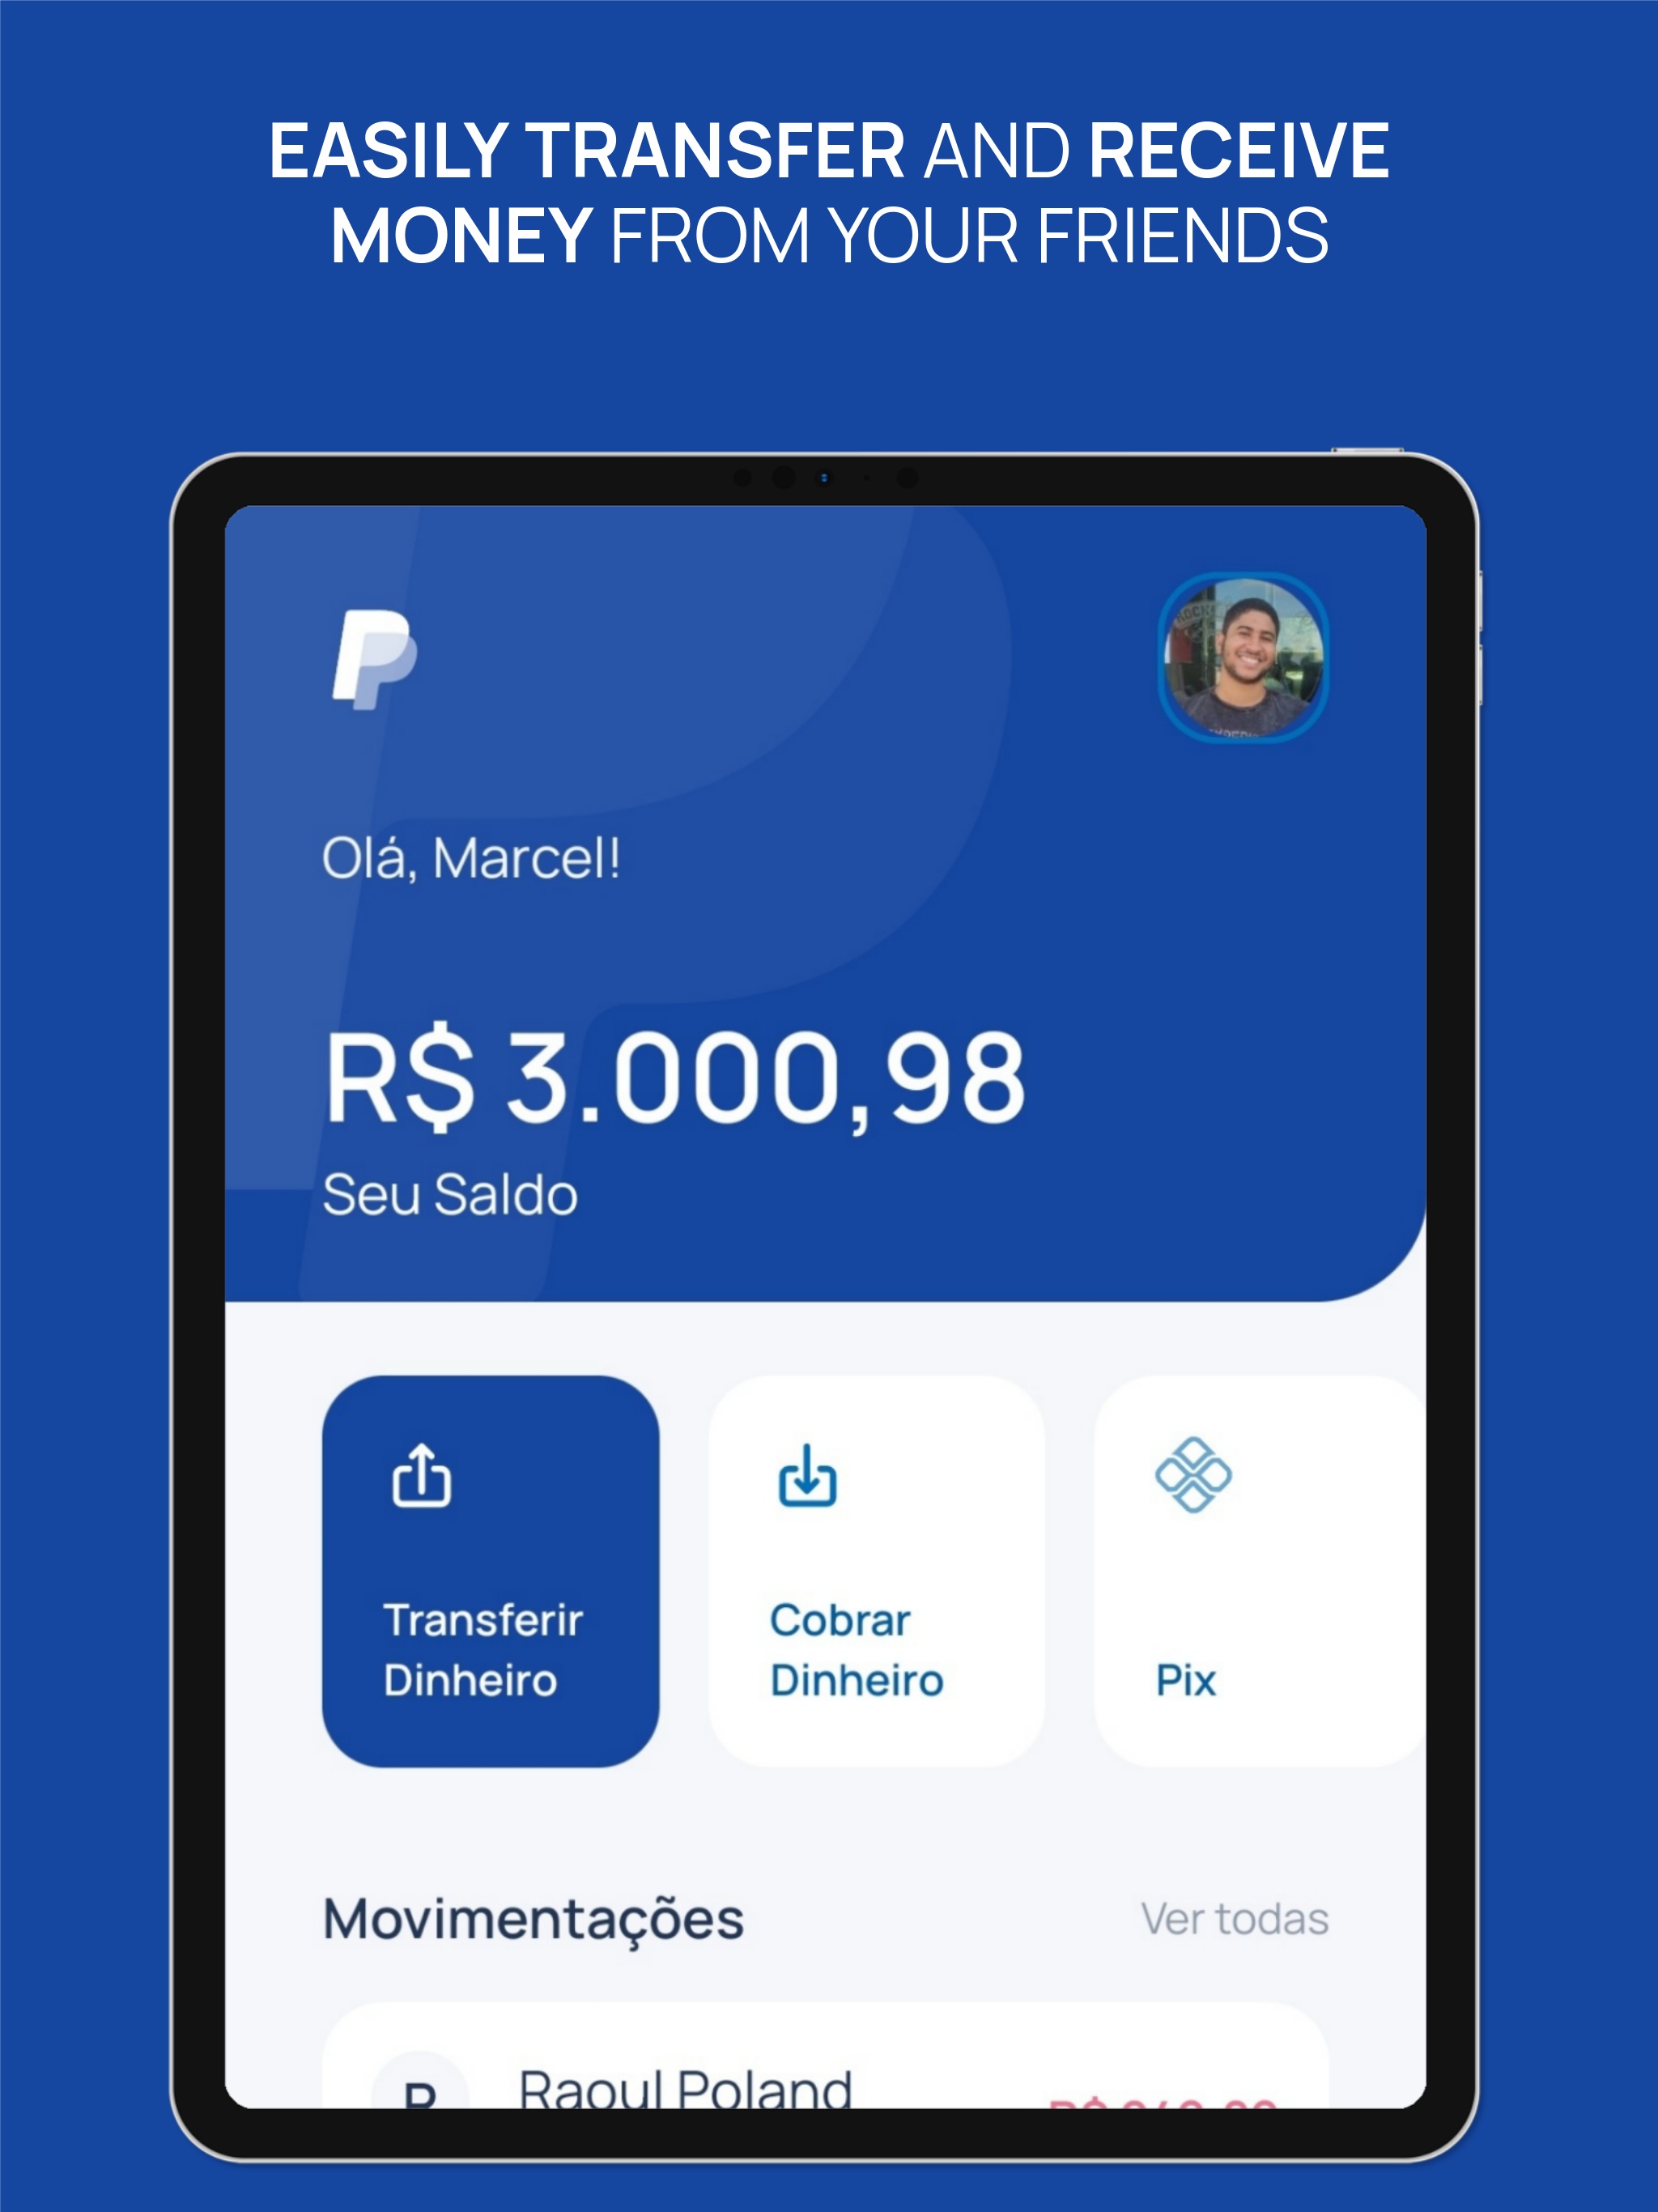 EASILY TRANSFER AND RECEIVE
MONEY FROM YOUR FRIENDS
Olá, Marcel!
R$ 3.000,98
Seu Saldo
Transferir
Dinheiro
Cobrar
Dinheiro
Pix
Movimentações
Ver todas
Raoul Poland